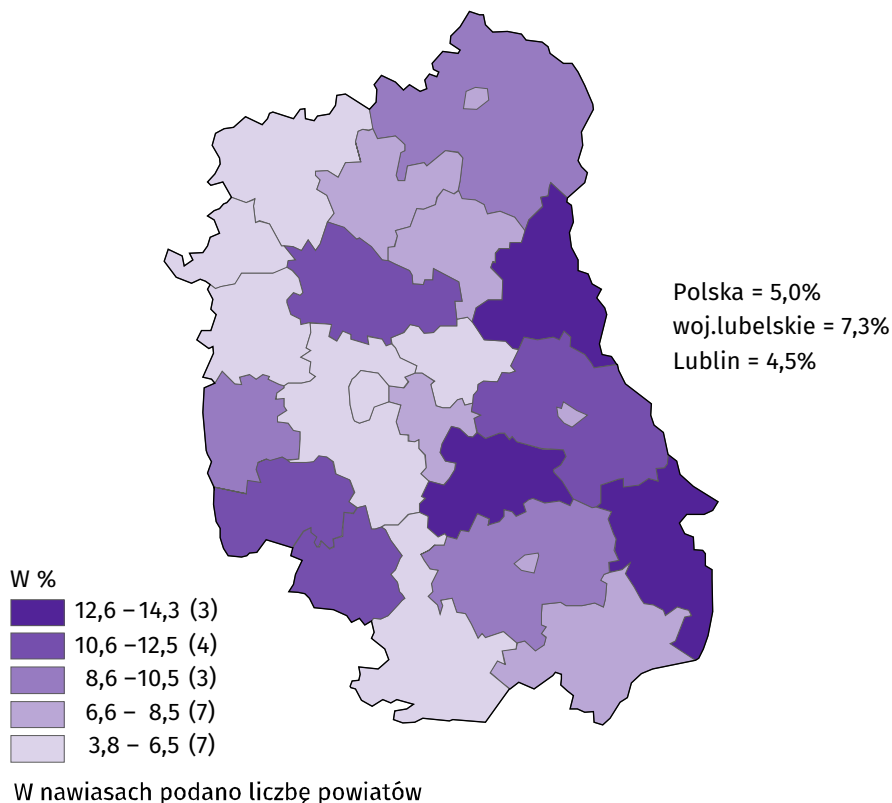 Polska = 5,0%
woj.lubelskie = 7,3%
Lublin = 4,5%
W %
12,6 – 14,3 (3)
10,6 – 12,5 (4)
8,6 – 10,5 (3)
6,6 – 8,5 (7)
3,8 – 6,5 (7)
W nawiasach podano liczbę powiatów